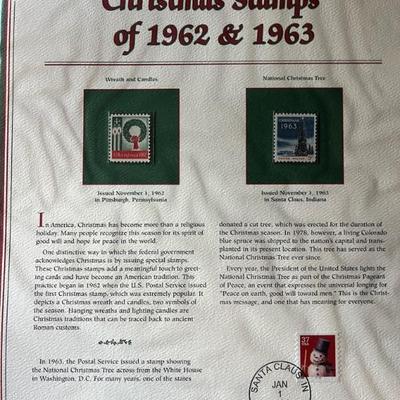 Christmas Stamps
of 1962 & 1963
Wreath and Candles
National Christmas Tree
CHRISTMAS
1963
Issued November 1, 1962
in Pittsburgh, Pennsylvania
Issued November 1, 1963
in Santa Claus, Indiana
In America, Christmas has become more than a religious
holiday. Many people recognize this season for its spirit of
good will and hope for peace in the world.
One distinctive way in which the federal government
acknowledges Christmas is by issuing special stamps.
These Christmas stamps add a meaningful touch to greet-
ing cards and have become an American tradition. This
practice began in 1962 when the U.S. Postal Service issued
the first Christmas stamp, which was extremely popular. It
depicts a Christmas wreath and candles, two symbols of
the season. Hanging wreaths and lighting candles are
Christmas traditions that can be traced back to ancient
Roman customs.
In 1963, the Postal Service issued a stamp showing
the National Christmas Tree across from the White House
in Washington, D.C. For many years, one of the states
donated a cut tree, which was erected for the duration of
the Christmas season. In 1978, however, a living Colorado
blue spruce was shipped to the nation's capital and trans-
planted in its present location. This tree has served as the
National Christmas Tree ever since.
Every year, the President of the United States lights the
National Christmas Tree as part of the Christmas Pageant
of Peace, an event that expresses the universal longing for
"Peace on earth, good will toward men." This is the Christ-
mas message, and one that has meaning for everyone.
37
SANTA CLAUS IN
JAN
1